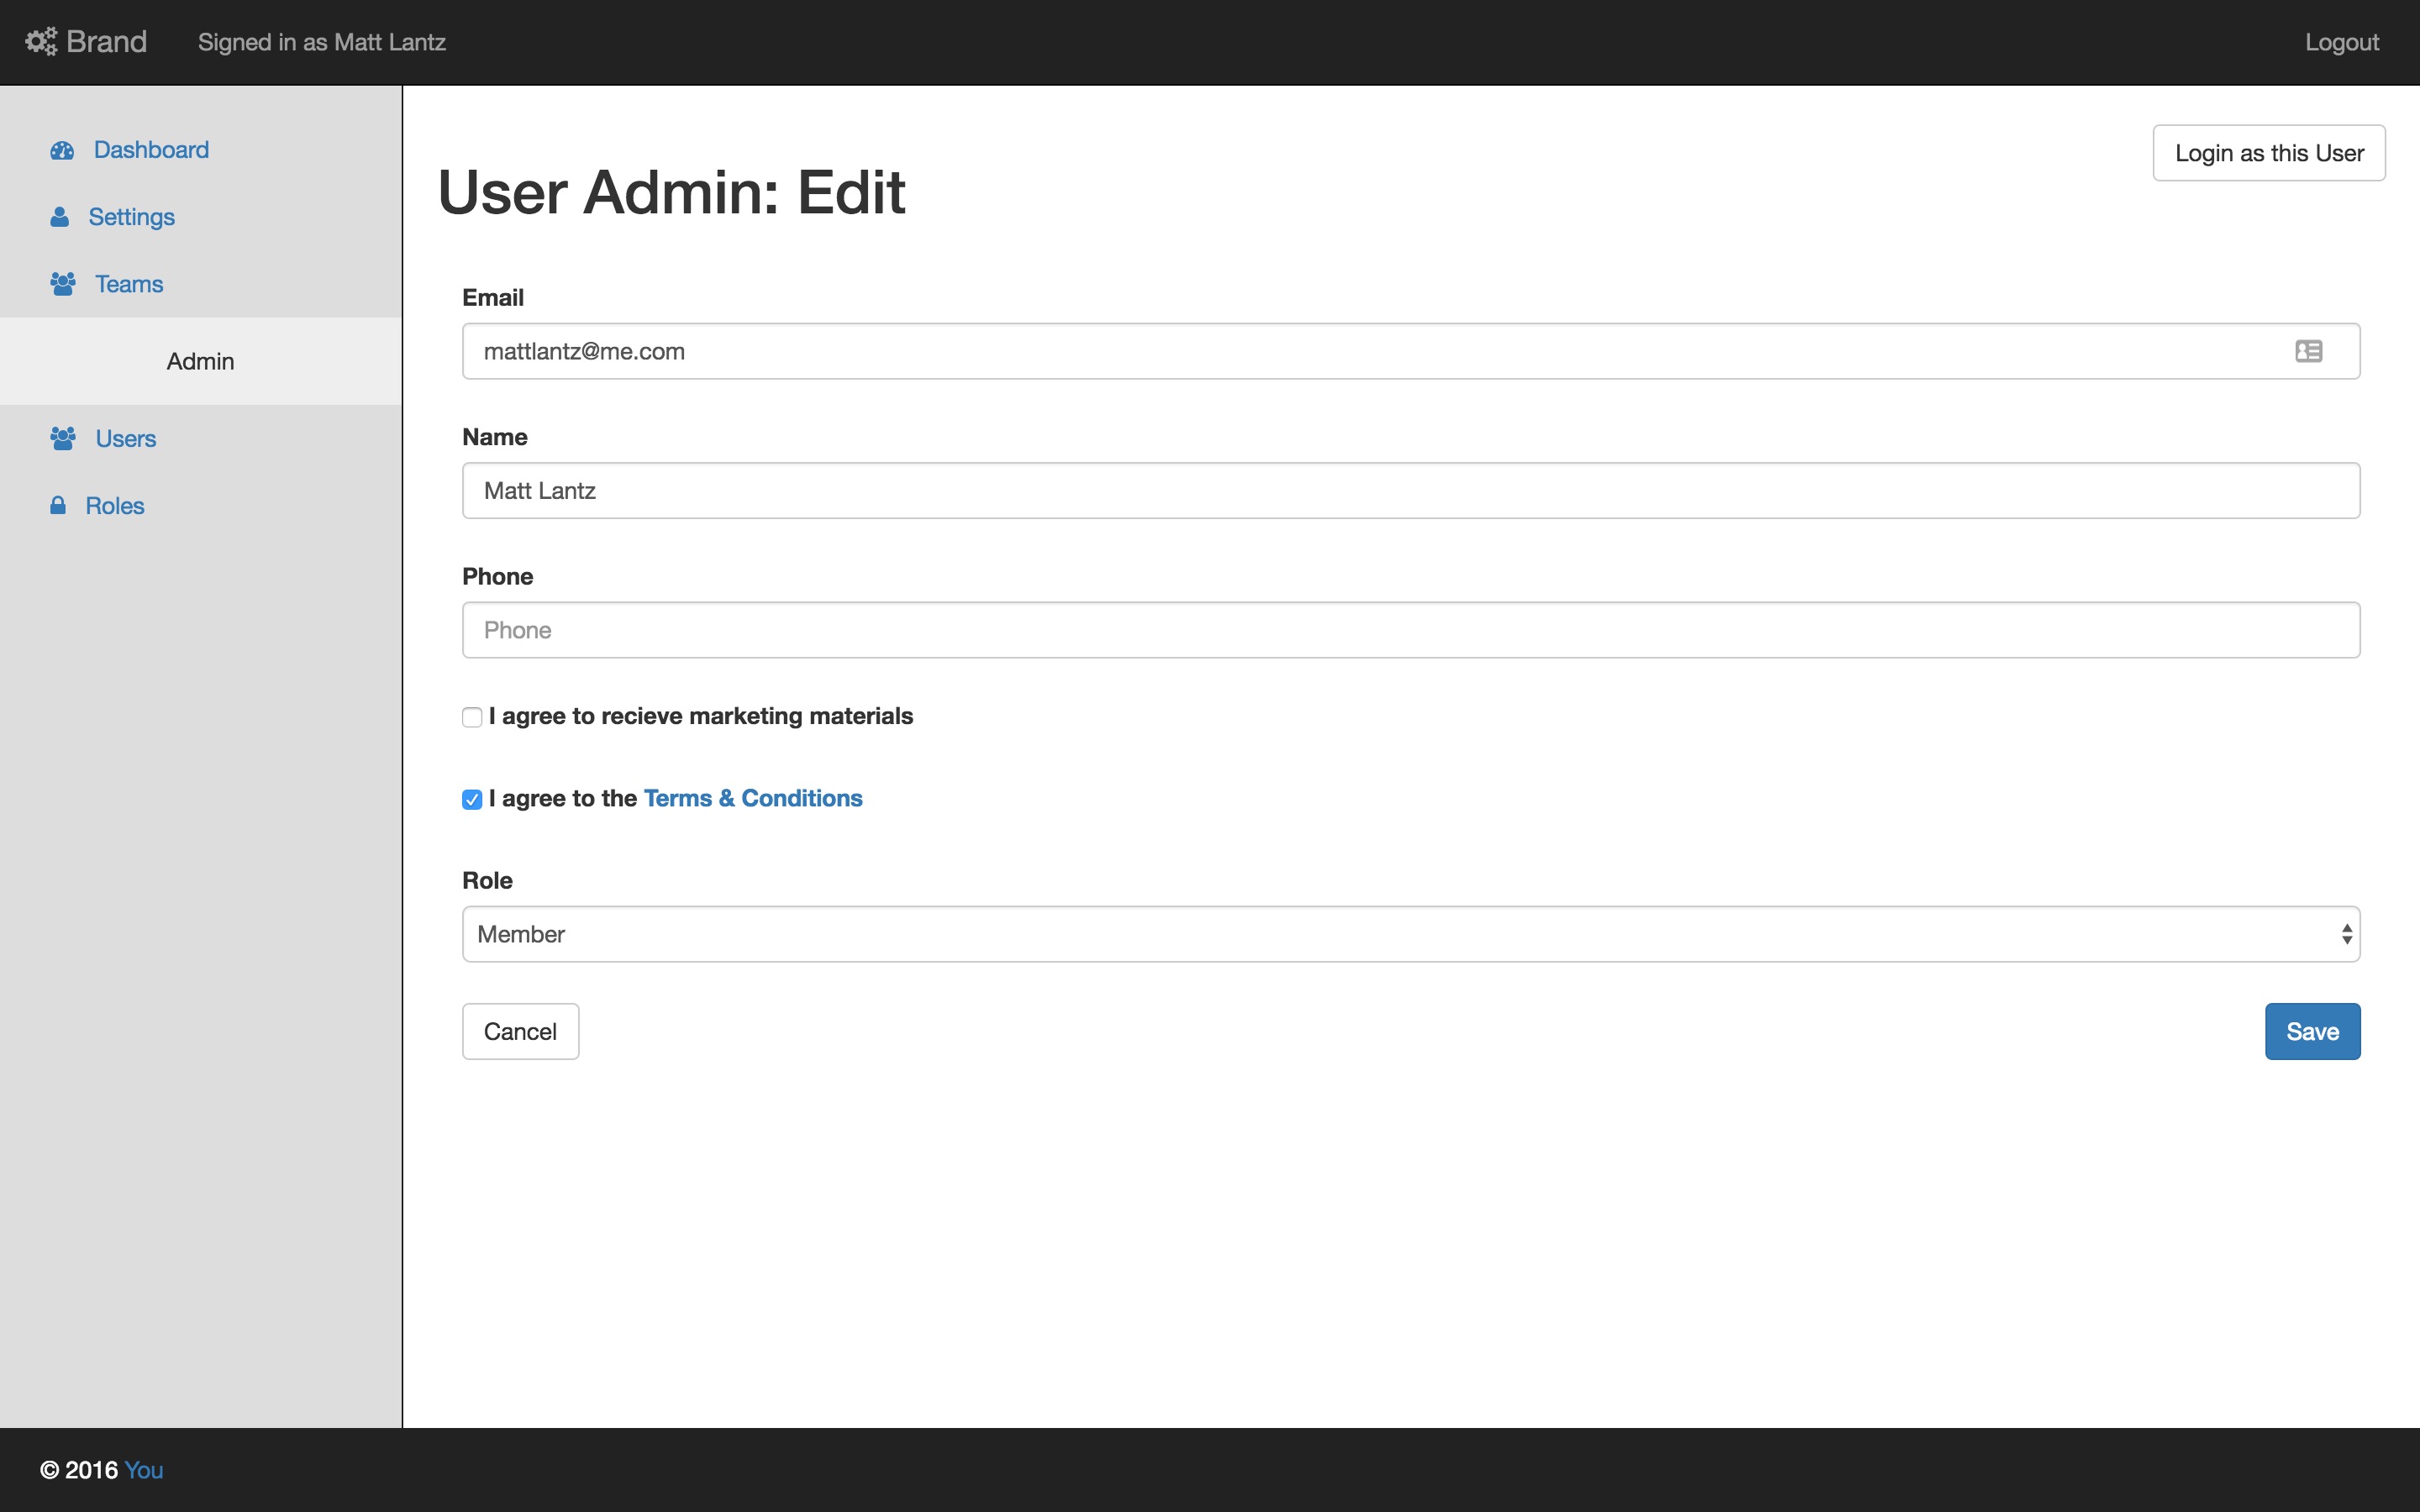 Brand
Signed in as Matt Lantz
Logout
Dashboard
Settings
Teams
Admin
Users
Roles
Login as this User
User Admin: Edit
Email
mattlantz@me.com
Name
Matt Lantz
Phone
Phone
I agree to recieve marketing materials
I agree to the Terms & Conditions
Role
Member
Cancel
Save
© 2016 You